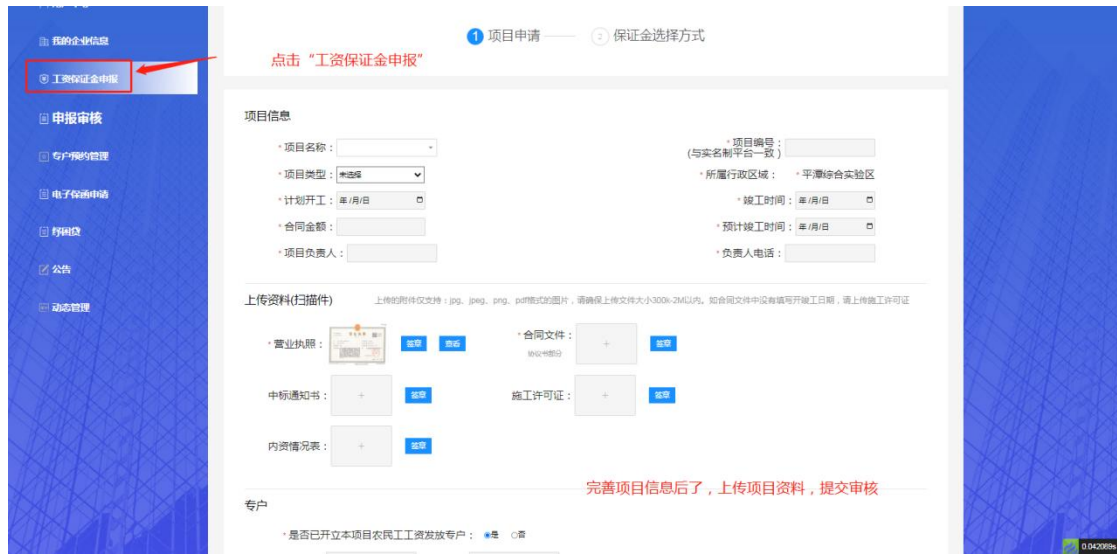 我的企业信息
工资保证金申报
申报审核
专户预约管理
电子保函申请
纾困贷
公告
动态管理
1 项目申请 2 保证金选择方式
点击“工资保证金申报”
项目信息
*项目名称：
*项目编号：
(与实名制平台一致)
*项目类型： 未选择
*所属行政区域： *平潭综合实验区
*计划开工： 年/月/日
*竣工时间： 年/月/日
*合同金额：
*预计竣工时间： 年/月/日
*项目负责人：
*负责人电话：
上传资料(扫描件) 上传的附件仅支持：jpg、jpeg、png、pdf格式的图片，请确保上传文件大小300k-2M以内。如合同文件中没有填写开竣工日期，请上传施工许可证
*营业执照： 签章 查看
*合同文件： + 签章
协议书部分
中标通知书： + 签章
施工许可证： + 签章
内资情况表： + 签章
完善项目信息后了，上传项目资料，提交审核
专户
*是否已开立本项目农民工工资发放专户： 是 否
0.042069s